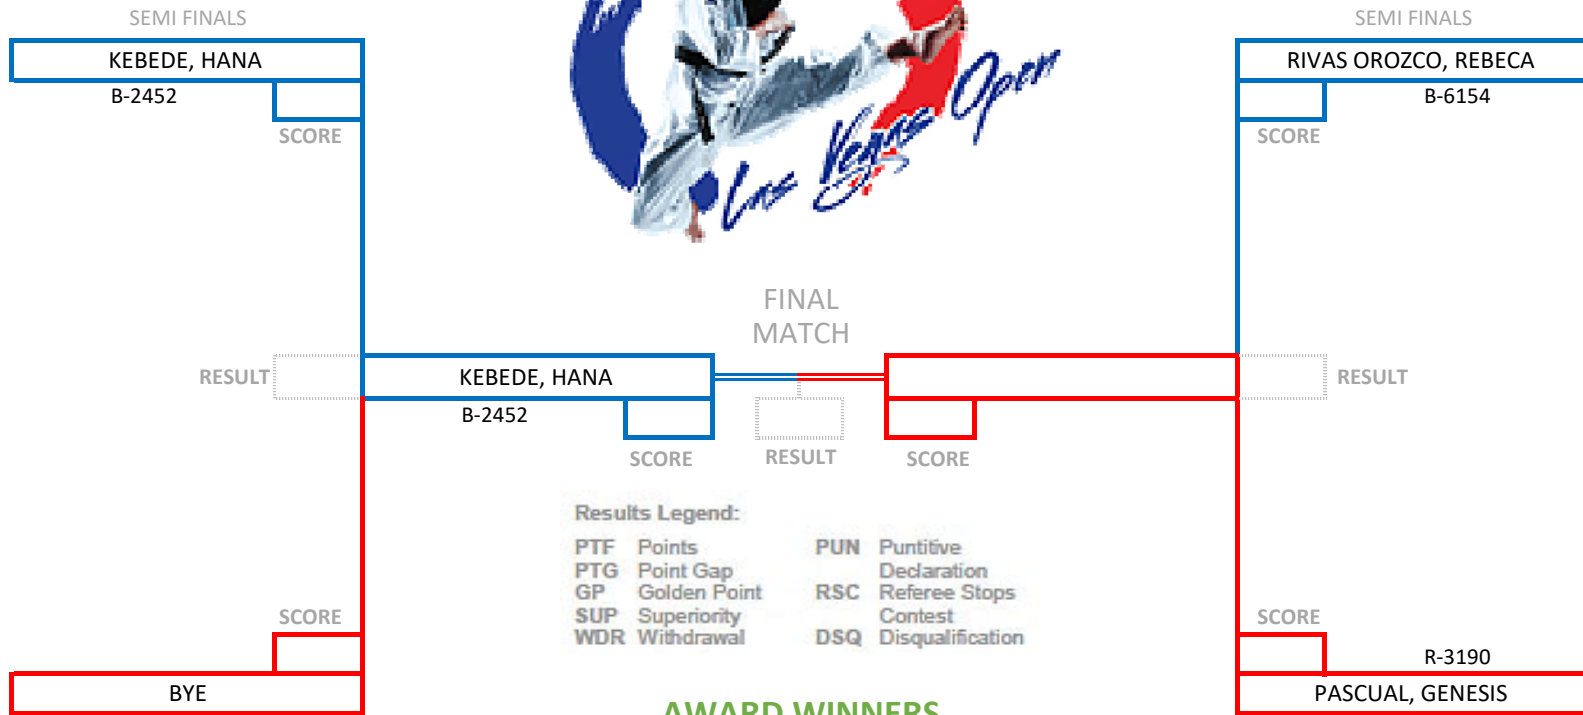 SEMI FINALS
SEMI FINALS
KEBEDE, HANA
RIVAS OROZCO, REBECA
B-2452
B-6154
SCORE
SCORE
Las Vegas Open
FINAL
MATCH
RESULT
KEBEDE, HANA
RESULT
B-2452
SCORE
RESULT
SCORE
Results Legend:
PTF Points
PTG Point Gap
GP Golden Point
SUP Superiority
WDR Withdrawal
PUN Puntitive
Declaration
RSC Referee Stops
Contest
DSQ Disqualification
SCORE
SCORE
R-3190
BYE
PASCUAL, GENESIS
AWARD WINNERS